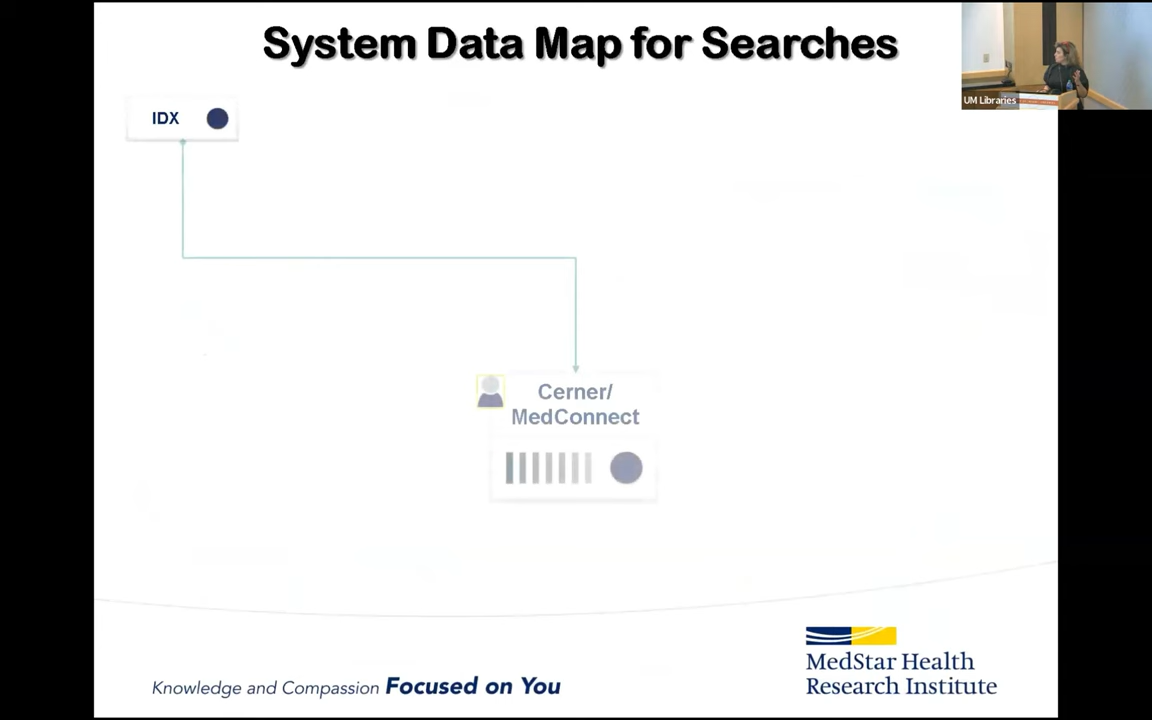 System Data Map for Searches
UM Libraries
IDX
Cerner/
MedConnect
Knowledge and Compassion Focused on You
MedStar Health
Research Institute